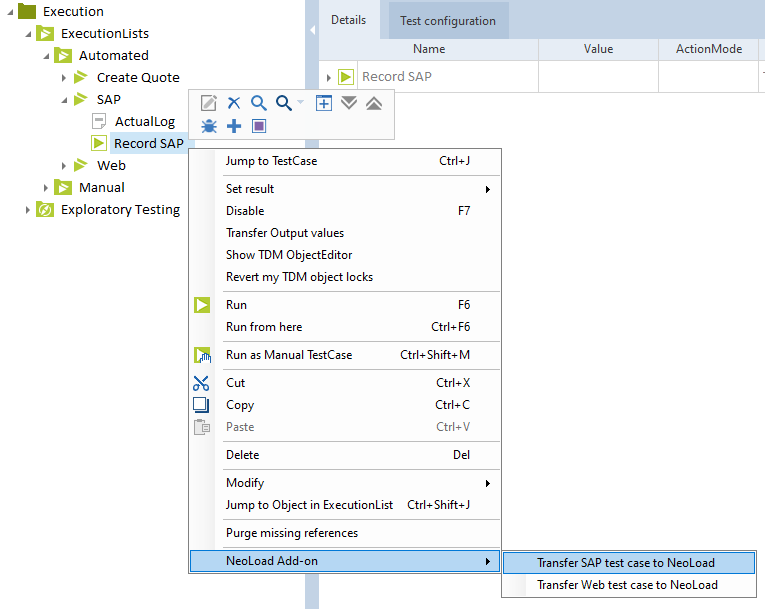 Execution
ExecutionLists
Automated
Create Quote
SAP
ActualLog
Record SAP
Web
Manual
Exploratory Testing
Details Test configuration
Name Value ActionMode
Record SAP
Jump to TestCase Ctrl+J
Set result
Disable F7
Transfer Output values
Show TDM ObjectEditor
Revert my TDM object locks
Run F6
Run from here Ctrl+F6
Run as Manual TestCase Ctrl+Shift+M
Cut Ctrl+X
Copy Ctrl+C
Paste Ctrl+V
Delete Del
Modify
Jump to Object in ExecutionList Ctrl+Shift+J
Purge missing references
NeoLoad Add-on
Transfer SAP test case to NeoLoad
Transfer Web test case to NeoLoad